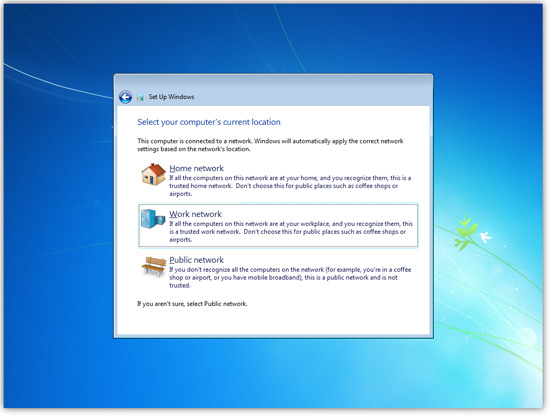 Set Up Windows
Select your computer's current location
This computer is connected to a network. Windows will automatically apply the correct network
settings based on the network's location.
Home network
If all the computers on this network are at your home, and you recognize them, this is a
trusted home network. Don't choose this for public places such as coffee shops or
airports.
Work network
If all the computers on this network are at your workplace, and you recognize them, this
is a trusted work network. Don't choose this for public places such as coffee shops or
airports.
Public network
If you don't recognize all the computers on the network (for example, you're in a coffee
shop or airport, or you have mobile broadband), this is a public network and is not
trusted.
If you aren't sure, select Public network.